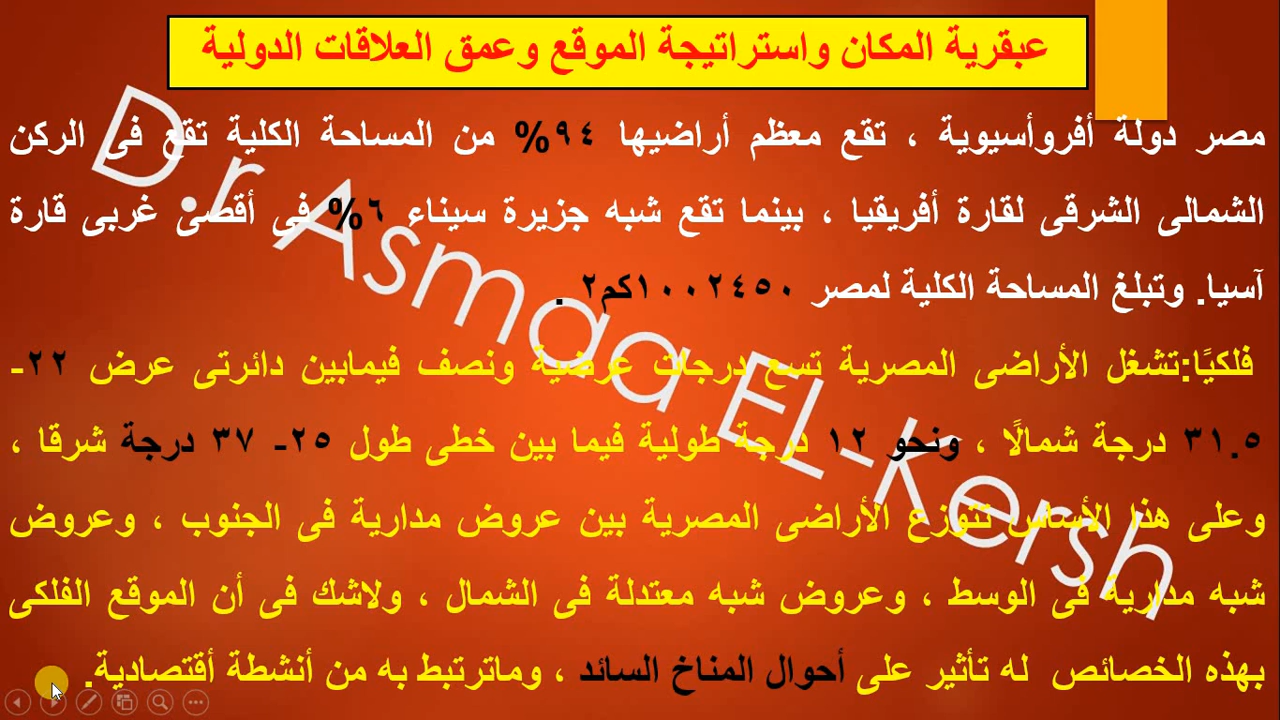 عبقرية المكان واستراتيجة الموقع وعمق العلاقات الدولية
مصر دولة أفروأسيوية ، تقع معظم أراضيها ٩٤% من المساحة الكلية تقع فى الركن
الشمالى الشرقى لقارة أفريقيا ، بينما تقع شبه جزيرة سيناء ٦% فى أقصى غربى قارة
آسيا. وتبلغ المساحة الكلية لمصر ١٠٠٢٤٥٠كم٢ .
فلكيًا:تشغل الأراضى المصرية تسع درجات عرضية ونصف فيمابين دائرتى عرض ٢٢-
٣١.٥ درجة شمالًا ، ونحو ١٢ درجة طولية فيما بين خطى طول ٢٥- ٣٧ درجة شرقا ،
وعلى هذا الأساس تتوزع الأراضى المصرية بين عروض مدارية فى الجنوب ، وعروض
شبه مدارية فى الوسط ، وعروض شبه معتدلة فى الشمال ، ولاشك فى أن الموقع الفلكى
بهذه الخصائص له تأثير على أحوال المناخ السائد ، وماترتبط به من أنشطة أقتصادية.
Dr Asmaa EL-Kersh